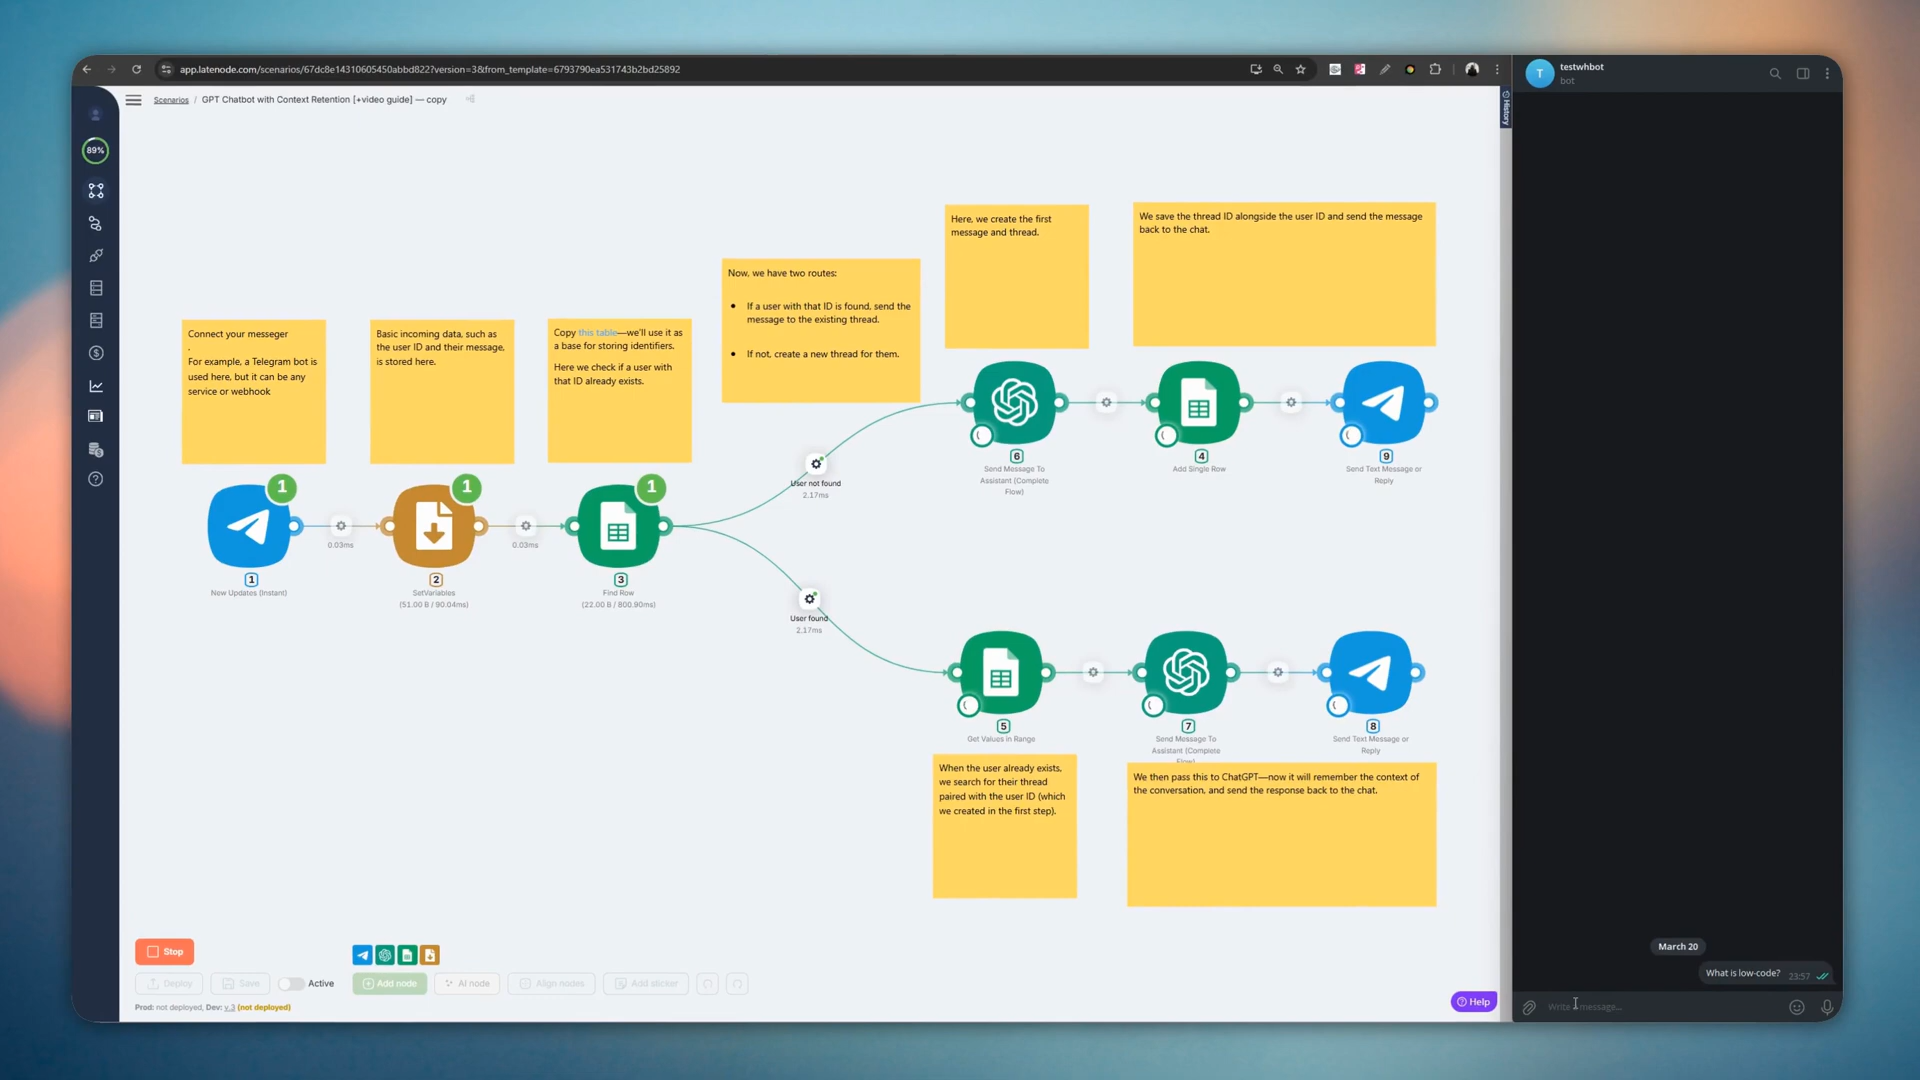 app.latenode.com/scenarios/67dc8e14310605450abbd822?version=3&from_template=6793790ea531743b2bd25892
testwhbot
bot
T
Scenarios / GPT Chatbot with Context Retention [+video guide] — copy
History
89%
Here, we create the first
message and thread.
We save the thread ID alongside the user ID and send the message
back to the chat.
Now, we have two routes:
If a user with that ID is found, send the
message to the existing thread.
If not, create a new thread for them.
Connect your messeger
.
For example, a Telegram bot is
used here, but it can be any
service or webhook
Basic incoming data, such as
the user ID and their message,
is stored here.
Copy this table—we'll use it as
a base for storing identifiers.
Here we check if a user with
that ID already exists.
6
Send Message To
Assistant (Complete
Flow)
4
Add Single Row
9
Send Text Message or
Reply
User not found
2.17ms
1
1
1
0.03ms
0.03ms
1
New Updates (Instant)
2
SetVariables
(51.00 B / 90.04ms)
3
Find Row
(22.00 B / 800.90ms)
User found
2.17ms
5
Get Values in Range
7
Send Message To
Assistant (Complete
Flow)
8
Send Text Message or
Reply
When the user already exists,
we search for their thread
paired with the user ID (which
we created in the first step).
We then pass this to ChatGPT—now it will remember the context of
the conversation, and send the response back to the chat.
Stop
Deploy
Save
Active
Add node
AI node
Align nodes
Add sticker
Prod: not deployed, Dev: v.3 (not deployed)
Help
March 20
What is low-code? 23:57
Write a message...